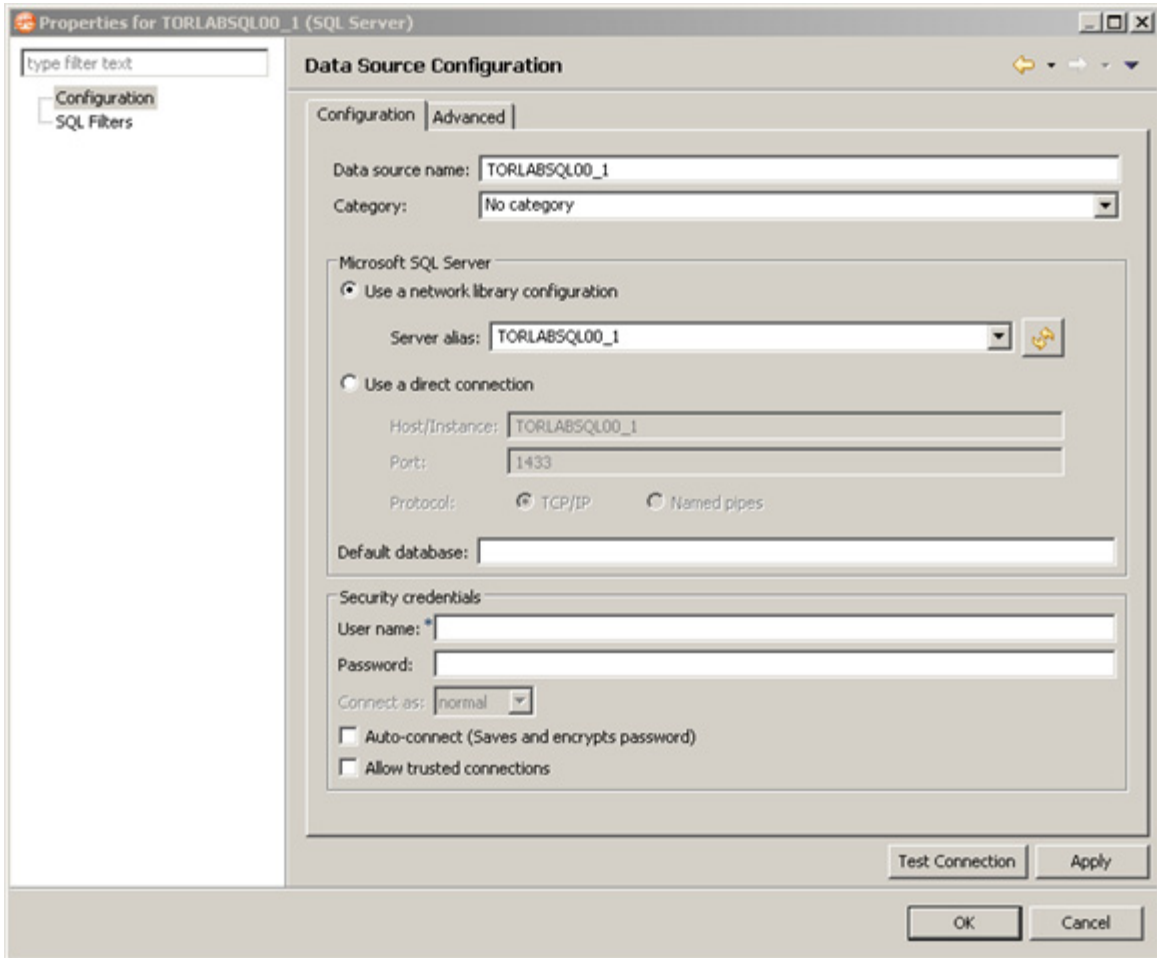 Properties for TORLABSQL00_1 (SQL Server)
type filter text
Configuration
SQL Filters
Data Source Configuration
Configuration
Advanced
Data source name: TORLABSQL00_1
Category: No category
Microsoft SQL Server
Use a network library configuration
Server alias: TORLABSQL00_1
Use a direct connection
Host/Instance: TORLABSQL00_1
Port: 1433
Protocol: TCP/IP Named pipes
Default database:
Security credentials
User name: *
Password:
Connect as: normal
Auto-connect (Saves and encrypts password)
Allow trusted connections
Test Connection Apply
OK Cancel